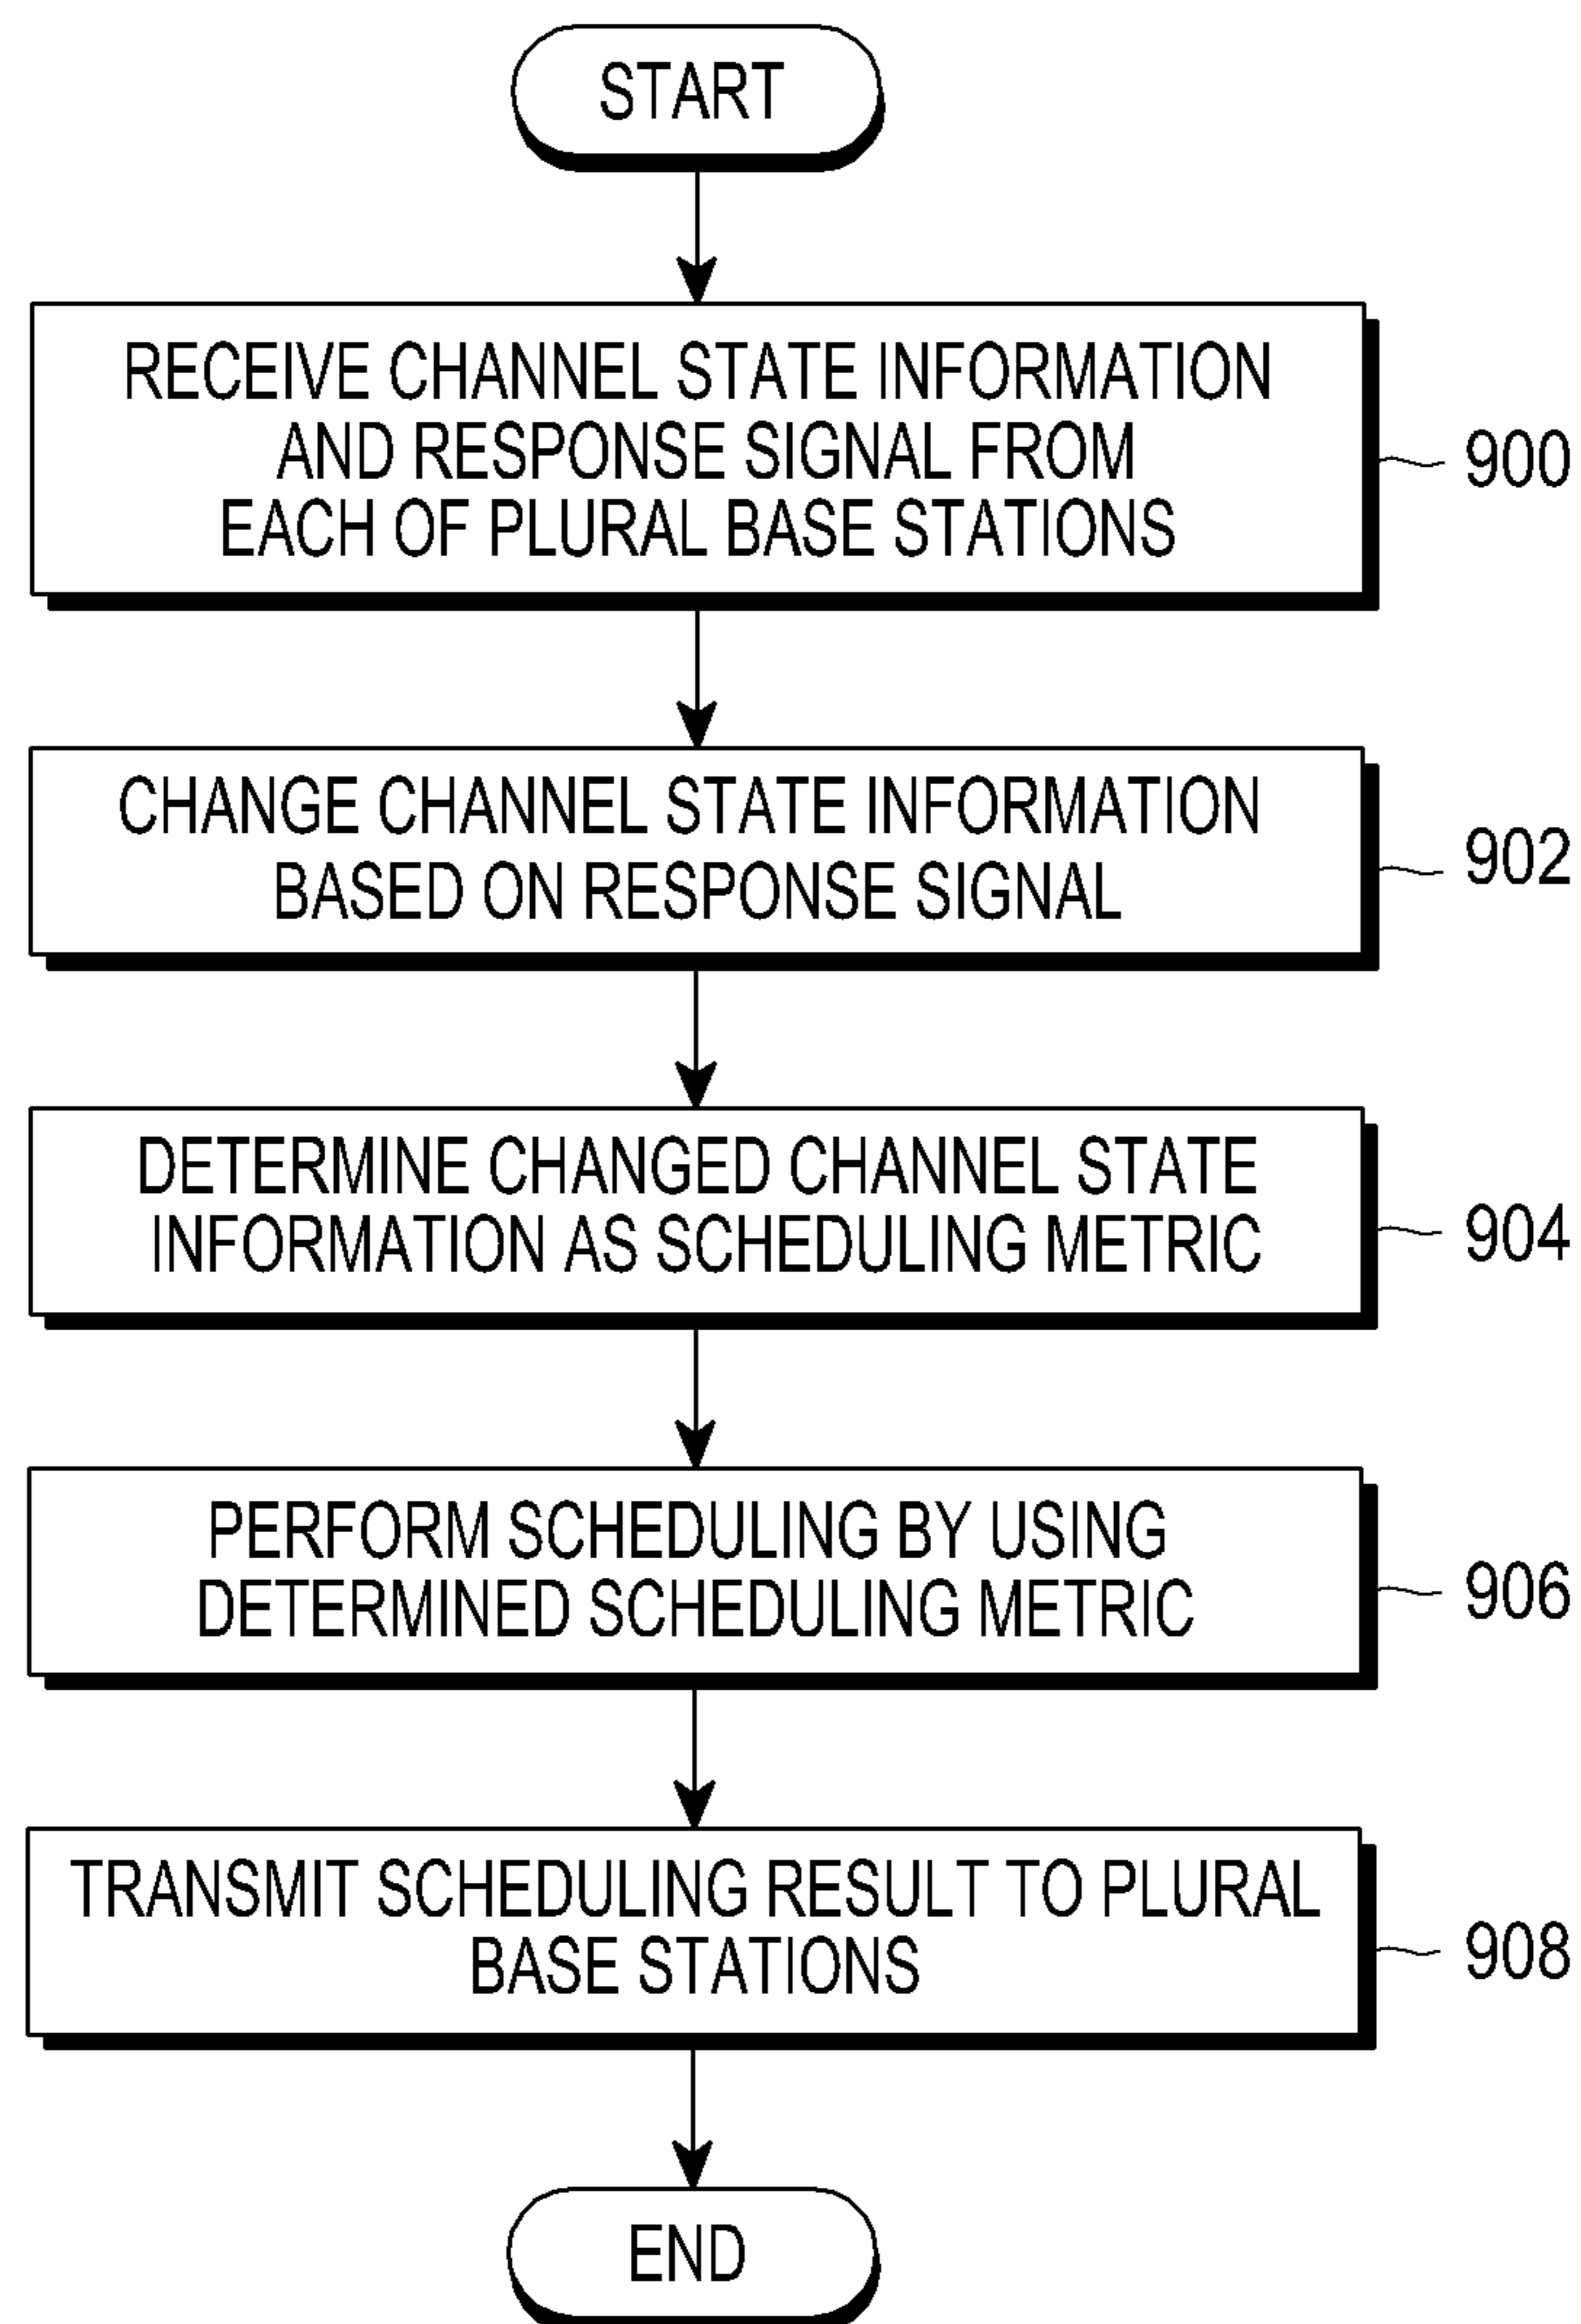 START
RECEIVE CHANNEL STATE INFORMATION
AND RESPONSE SIGNAL FROM
EACH OF PLURAL BASE STATIONS
900
CHANGE CHANNEL STATE INFORMATION
BASED ON RESPONSE SIGNAL
902
DETERMINE CHANGED CHANNEL STATE
INFORMATION AS SCHEDULING METRIC
904
PERFORM SCHEDULING BY USING
DETERMINED SCHEDULING METRIC
906
TRANSMIT SCHEDULING RESULT TO PLURAL
BASE STATIONS
908
END